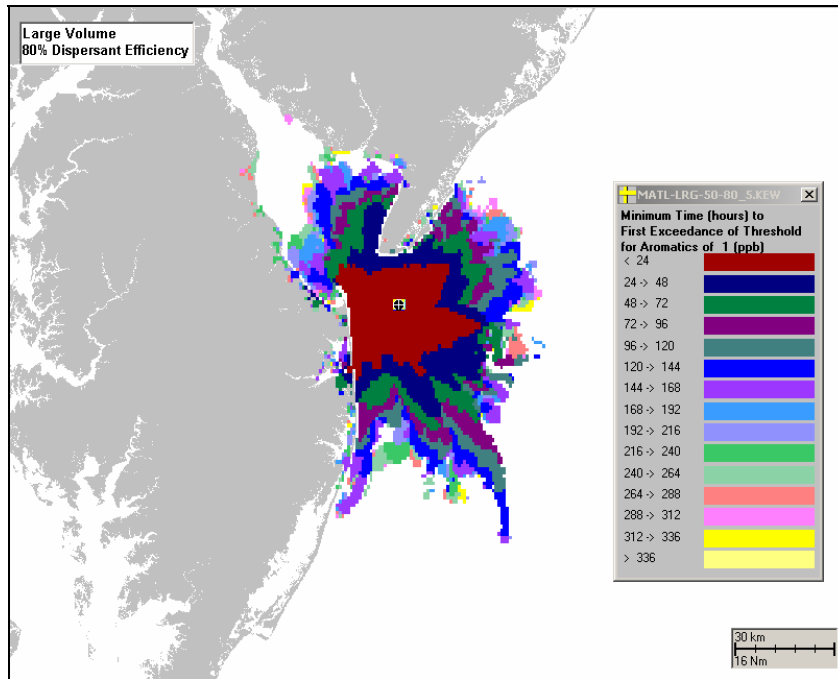 Large Volume
80% Dispersant Efficiency
MATL-LRG-50-80_S.KEW
Minimum Time (hours) to
First Exceedance of Threshold
for Aromatics of 1 (ppb)
< 24
24 -> 48
48 -> 72
72 -> 96
96 -> 120
120 -> 144
144 -> 168
168 -> 192
192 -> 216
216 -> 240
240 -> 264
264 -> 288
288 -> 312
312 -> 336
> 336
30 km
16 Nm